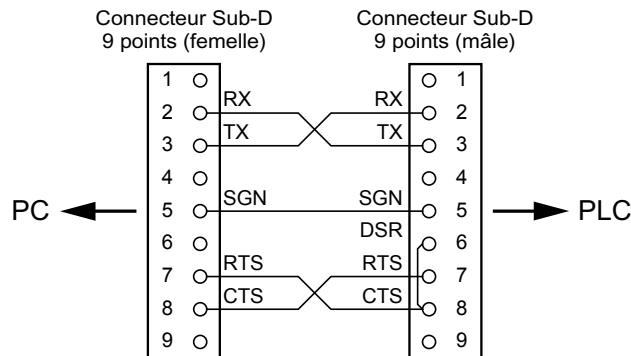 Connecteur Sub-D Connecteur Sub-D
9 points (femelle) 9 points (mâle)
1 1
2 RX RX 2
3 TX TX 3
4 4
PC 5 SGN SGN 5 PLC
6 DSR 6
7 RTS RTS 7
8 CTS CTS 8
9 9